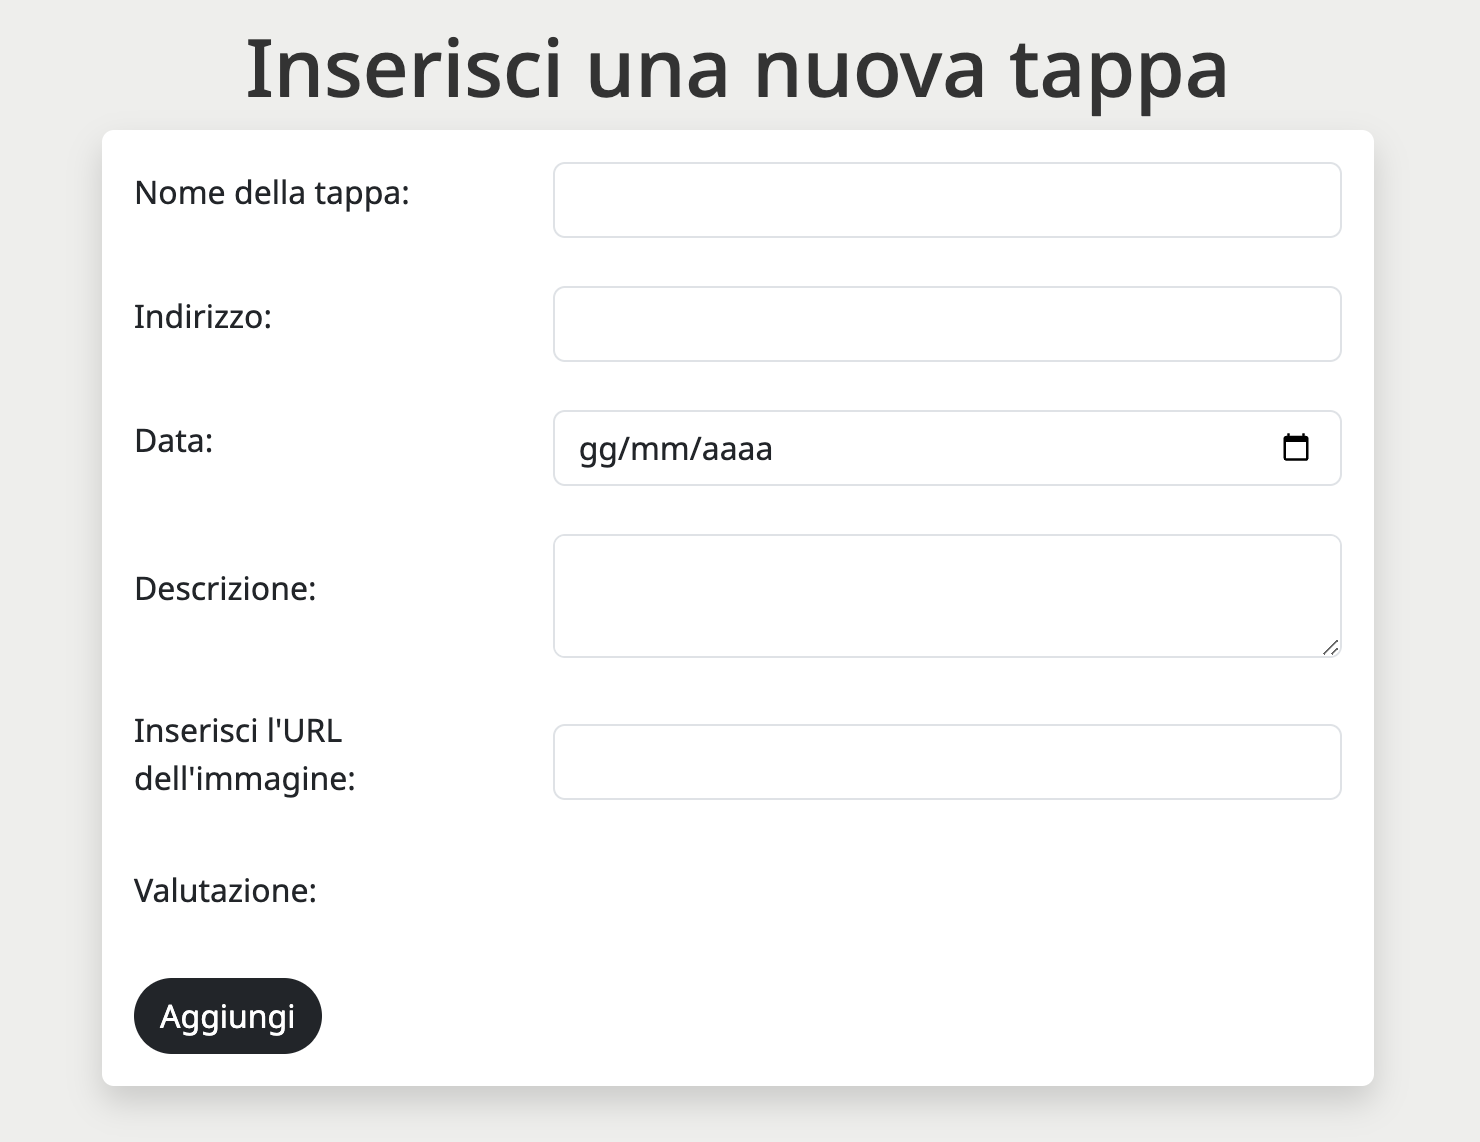 Inserisci una nuova tappa
Nome della tappa:
Indirizzo:
Data:
gg/mm/aaaa
Descrizione:
Inserisci l'URL
dell'immagine:
Valutazione:
Aggiungi